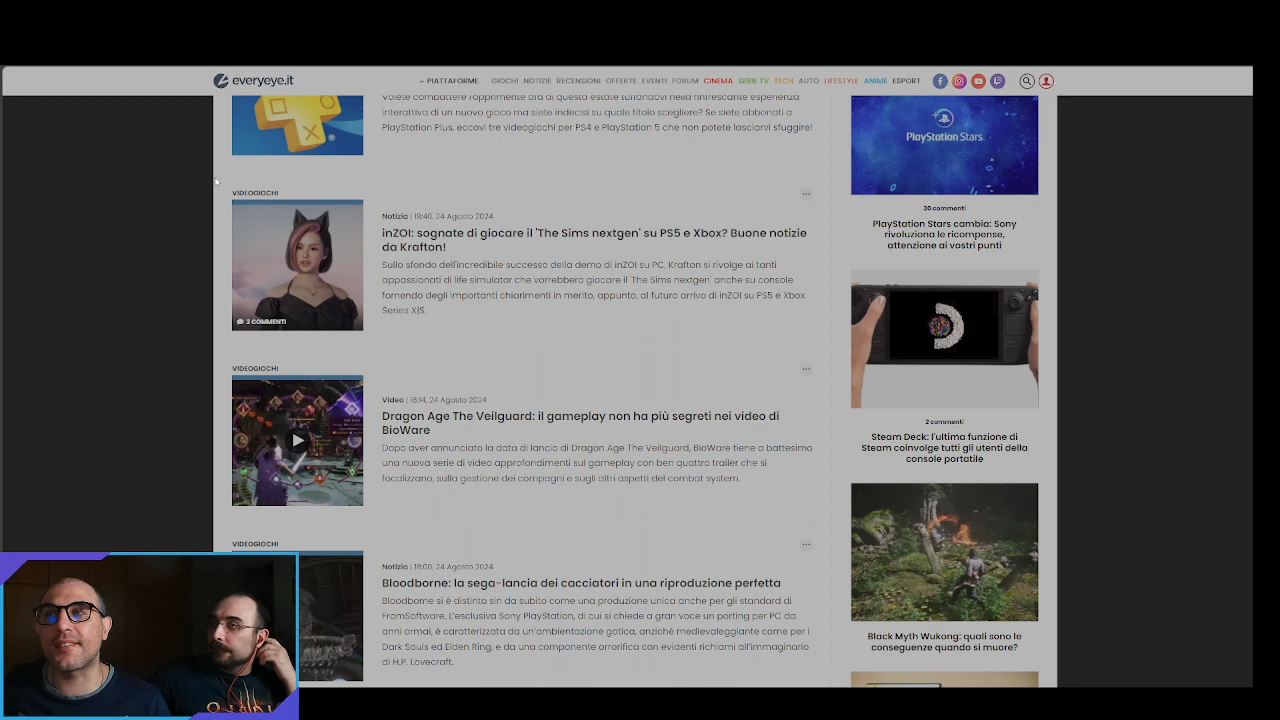 everyeye.it
PIATTAFORME GIOCHI NOTIZIE RECENSIONI OFFERTE EVENTI FORUM CINEMA SERIE TV TECH AUTO LIFESTYLE ANIME ESPORT
Volete combattere l'opprimente afa di questa estate tuffandovi nella rinfrescante esperienza
interattiva di un nuovo gioco ma siete indecisi su quale titolo scegliere? Se siete abbonati a
PlayStation Plus, eccovi tre videogiochi per PS4 e PlayStation 5 che non potete lasciarvi sfuggire!
VIDEOGIOCHI
Notizia | 18:40, 24 Agosto 2024
inZOI: sognate di giocare il 'The Sims nextgen' su PS5 e Xbox? Buone notizie
da Krafton!
Sullo sfondo dell'incredibile successo della demo di inZOI su PC, Krafton si rivolge ai tanti
appassionati di life simulator che vorrebbero giocare il 'The Sims nextgen' anche su console
fornendo degli importanti chiarimenti in merito, appunto, al futuro arrivo di inZOI su PS5 e Xbox
Series X|S.
2 COMMENTI
VIDEOGIOCHI
Video | 18:14, 24 Agosto 2024
Dragon Age The Veilguard: il gameplay non ha più segreti nei video di
BioWare
Dopo aver annunciato la data di lancio di Dragon Age The Veilguard, BioWare tiene a battesimo
una nuova serie di video approfondimenti sul gameplay con ben quattro trailer che si
focalizzano, sulla gestione dei compagni e sugli altri aspetti del combat system.
VIDEOGIOCHI
Notizia | 18:00, 24 Agosto 2024
Bloodborne: la sega-lancia dei cacciatori in una riproduzione perfetta
Bloodborne si è distinto sin da subito come una produzione unica anche per gli standard di
FromSoftware. L'esclusiva Sony PlayStation, di cui si chiede a gran voce un porting per PC da
anni ormai, è caratterizzata da un'ambientazione gotica, anziché medievaleggiante come per i
Dark Souls ed Elden Ring, e da una componente orrorifica con evidenti richiami all'immaginario
di H.P. Lovecraft.
PlayStation Stars
30 commenti
PlayStation Stars cambia: Sony
rivoluziona le ricompense,
attenzione ai vostri punti
2 commenti
Steam Deck: l'ultima funzione di
Steam coinvolge tutti gli utenti della
console portatile
Black Myth Wukong: quali sono le
conseguenze quando si muore?